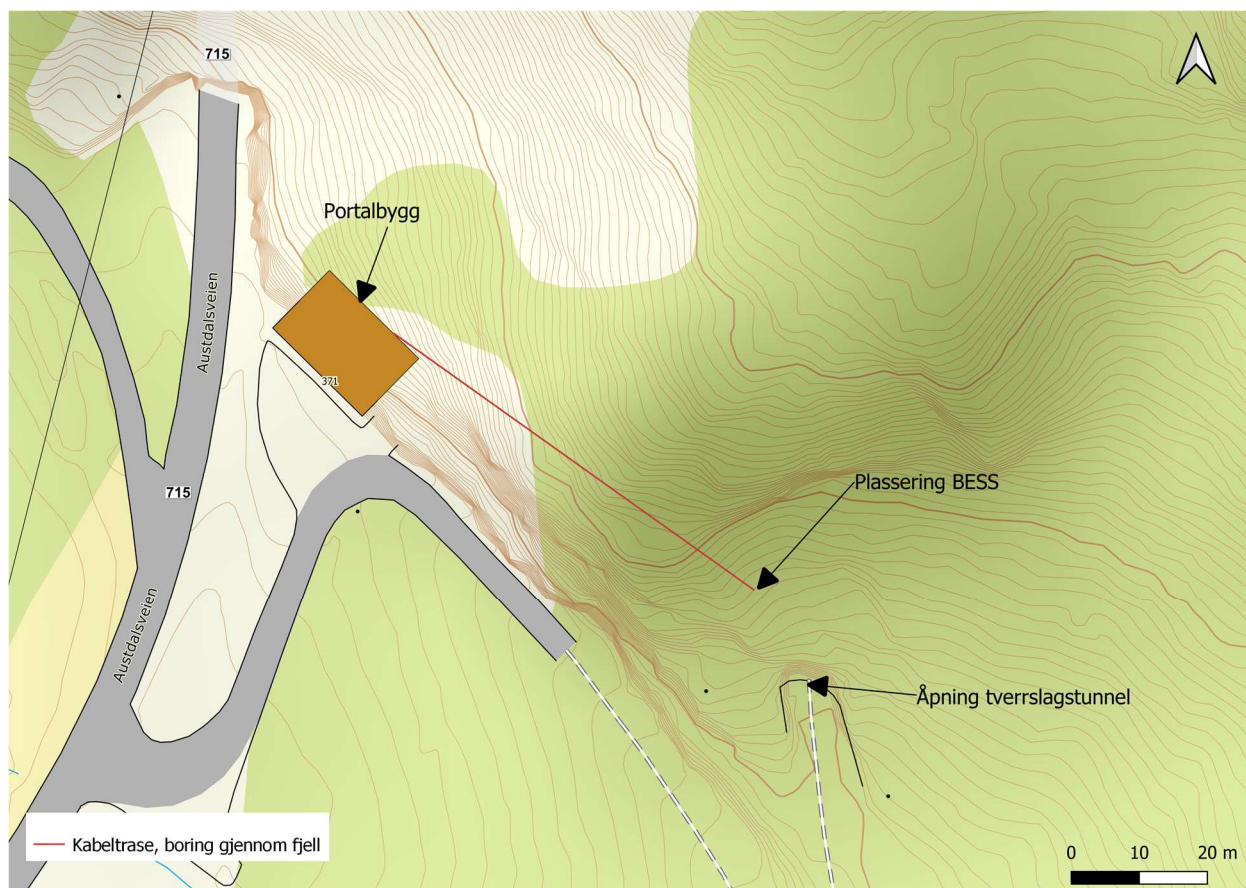 715
Portalbygg
Austdalsveien
371
Plassering BESS
715
Austdalsveien
Åpning tverrslagstunnel
Kabeltrase, boring gjennom fjell
0 10 20 m